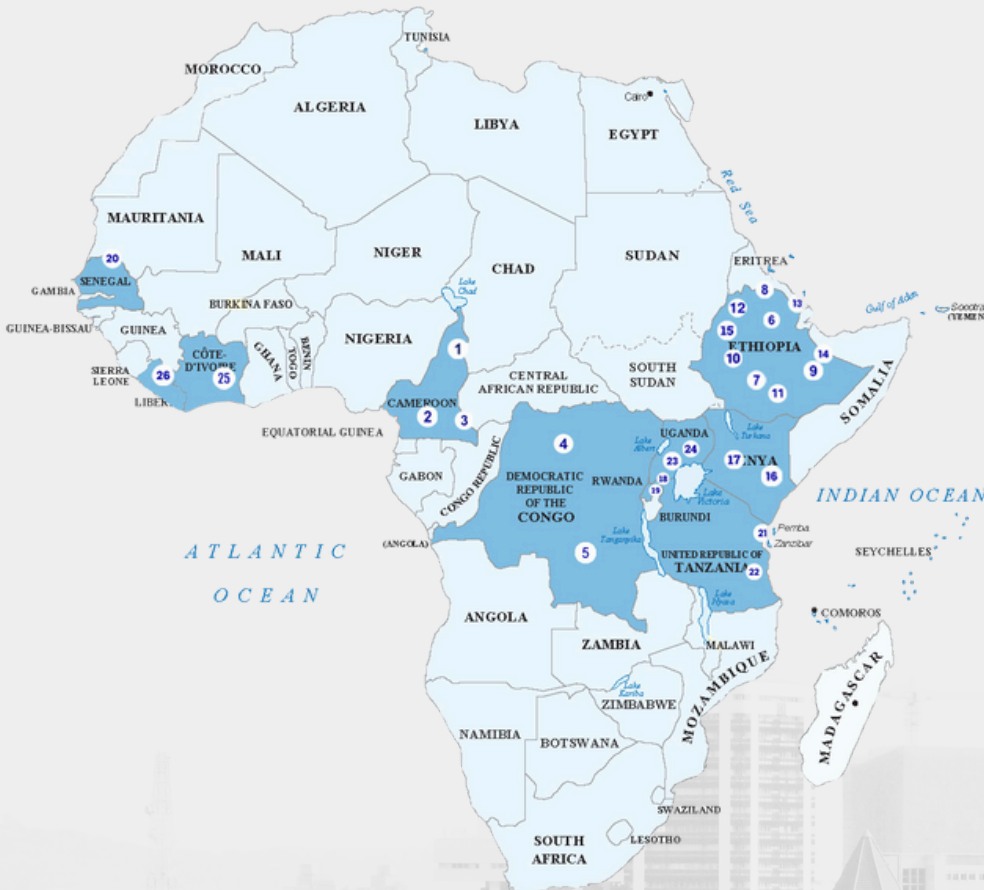 TUNISIA
MOROCCO
ALGERIA
LIBYA
Cairo
EGYPT
Red Sea
MAURITANIA
MALI
NIGER
CHAD
SUDAN
ERITREA
20
SENEGAL
GAMBIA
Lake
Chad
8
13
12
6
Gulf of Aden
Socotra
(YEMEN
BURKINA FASO
GUINEA-BISSAU
GUINEA
NIGERIA
15
ETHIOPIA
14
10
9
CÔTE-
D'IVOIRE
GHANA
TOGO
BENIN
1
SIERRA
LEONE
26
25
CENTRAL
AFRICAN REPUBLIC
SOUTH
SUDAN
7
11
SOMALIA
LIBER
CAMEROON
2
3
EQUATORIAL GUINEA
4
UGANDA
Lake
Albert
Lake
Turkana
24
23
17
ENYA
16
GABON
CONGO REPUBLIC
DEMOCRATIC
REPUBLIC
OF THE
CONGO
RWANDA
18
19
Lake
Victoria
BURUNDI
INDIAN OCEAN
(ANGOLA)
Lake
Tanganyika
21
Pemba
Zanzibar
ATLANTIC
OCEAN
5
UNITED REPUBLIC OF
TANZANIA
22
SEYCHELLES
Lake
Nyasa
COMOROS
ANGOLA
ZAMBIA
MALAWI
MOZAMBIQUE
MADAGASCAR
Lake
Kariba
ZIMBABWE
NAMIBIA
BOTSWANA
SWAZILAND
LESOTHO
SOUTH
AFRICA